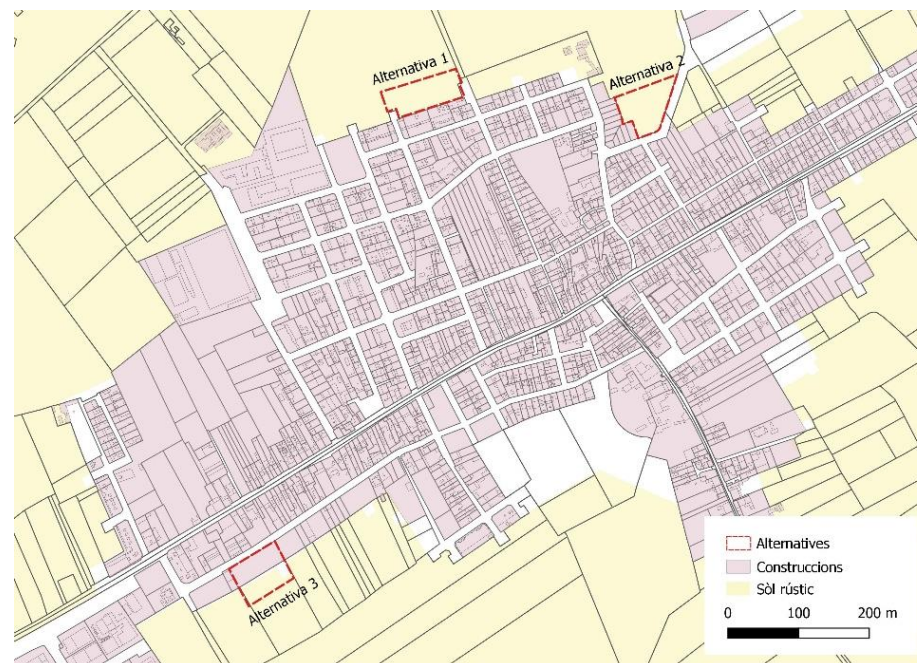 Alternativa 1
Alternativa 2
Alternativa 3
Alternatives
Construccions
Sòl rústic
0 100 200 m